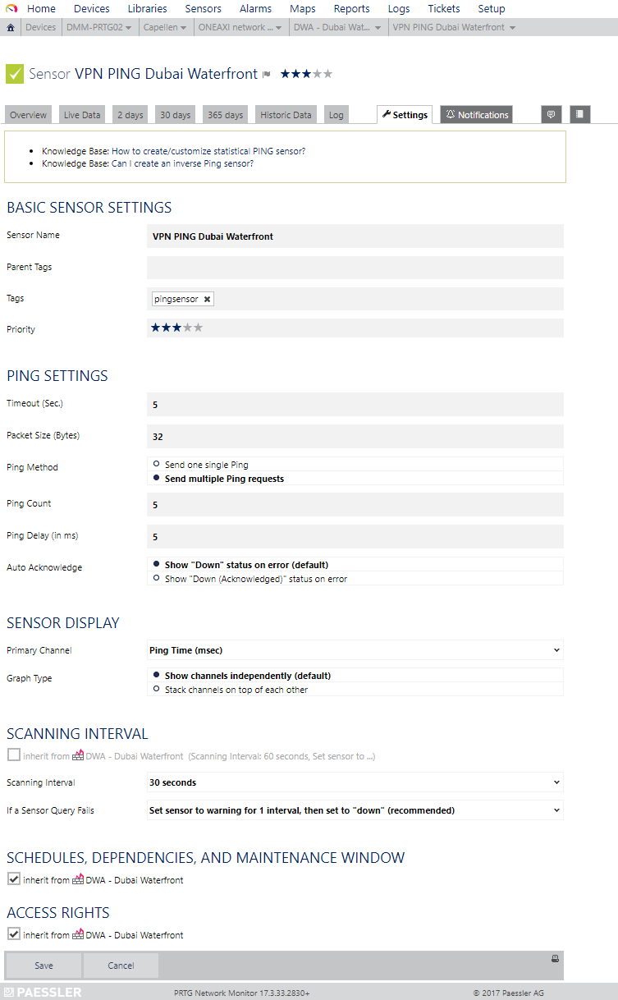 Home Devices Libraries Sensors Alarms Maps Reports Logs Tickets Setup
Devices DMM-PRTG02 Capellen ONEAXI network ... DWA - Dubai Wat... VPN PING Dubai Waterfront
Sensor VPN PING Dubai Waterfront
Overview Live Data 2 days 30 days 365 days Historic Data Log Settings Notifications
Knowledge Base: How to create/customize statistical PING sensor?
Knowledge Base: Can I create an inverse Ping sensor?
BASIC SENSOR SETTINGS
Sensor Name VPN PING Dubai Waterfront
Parent Tags
Tags pingsensor
Priority
PING SETTINGS
Timeout (Sec.) 5
Packet Size (Bytes) 32
Ping Method Send one single Ping
Send multiple Ping requests
Ping Count 5
Ping Delay (in ms) 5
Auto Acknowledge Show "Down" status on error (default)
Show "Down (Acknowledged)" status on error
SENSOR DISPLAY
Primary Channel Ping Time (msec)
Graph Type Show channels independently (default)
Stack channels on top of each other
SCANNING INTERVAL
inherit from DWA - Dubai Waterfront (Scanning Interval: 60 seconds, Set sensor to ...)
Scanning Interval 30 seconds
If a Sensor Query Fails Set sensor to warning for 1 interval, then set to "down" (recommended)
SCHEDULES, DEPENDENCIES, AND MAINTENANCE WINDOW
inherit from DWA - Dubai Waterfront
ACCESS RIGHTS
inherit from DWA - Dubai Waterfront
Save Cancel
PAESSLER PRTG Network Monitor 17.3.33.2830+ © 2017 Paessler AG